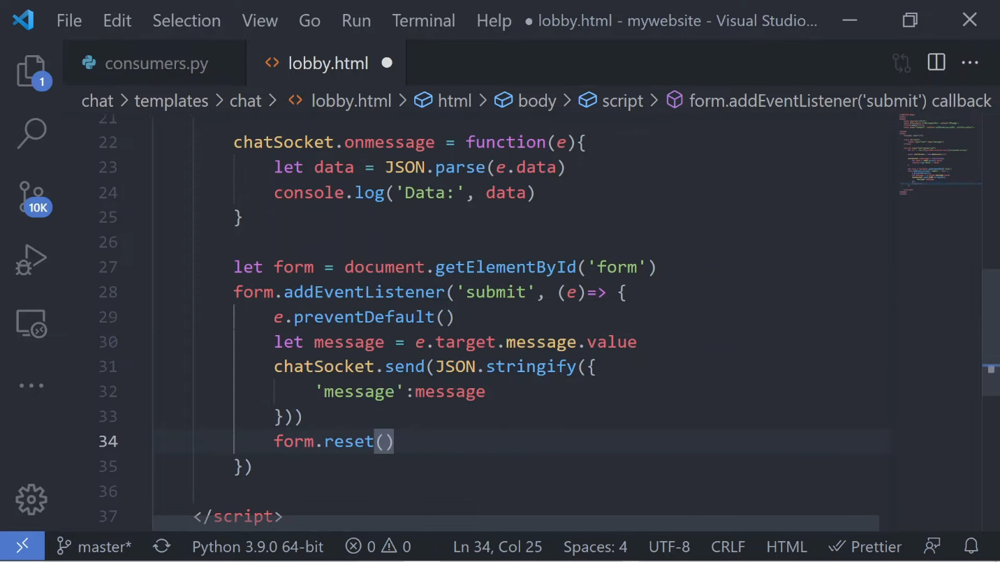 File Edit Selection View Go Run Terminal Help ● lobby.html - mywebsite - Visual Studio...
consumers.py <> lobby.html ●
chat > templates > chat > <> lobby.html > html > body > script > form.addEventListener('submit') callback
1
10K
21
22 chatSocket.onmessage = function(e){
23 let data = JSON.parse(e.data)
24 console.log('Data:', data)
25 }
26
27 let form = document.getElementById('form')
28 form.addEventListener('submit', (e)=> {
29 e.preventDefault()
30 let message = e.target.message.value
31 chatSocket.send(JSON.stringify({
32 'message':message
33 }))
34 form.reset()
35 })
36
37 </script>
master* Python 3.9.0 64-bit 0 0 Ln 34, Col 25 Spaces: 4 UTF-8 CRLF HTML Prettier